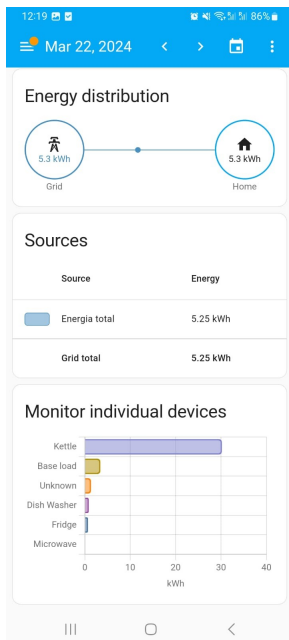 12:19 86%
Mar 22, 2024
Energy distribution
5.3 kWh 5.3 kWh
Grid Home
Sources
Source Energy
Energia total 5.25 kWh
Grid total 5.25 kWh
Monitor individual devices
Kettle
Base load
Unknown
Dish Washer
Fridge
Microwave
0 10 20 30 40
kWh